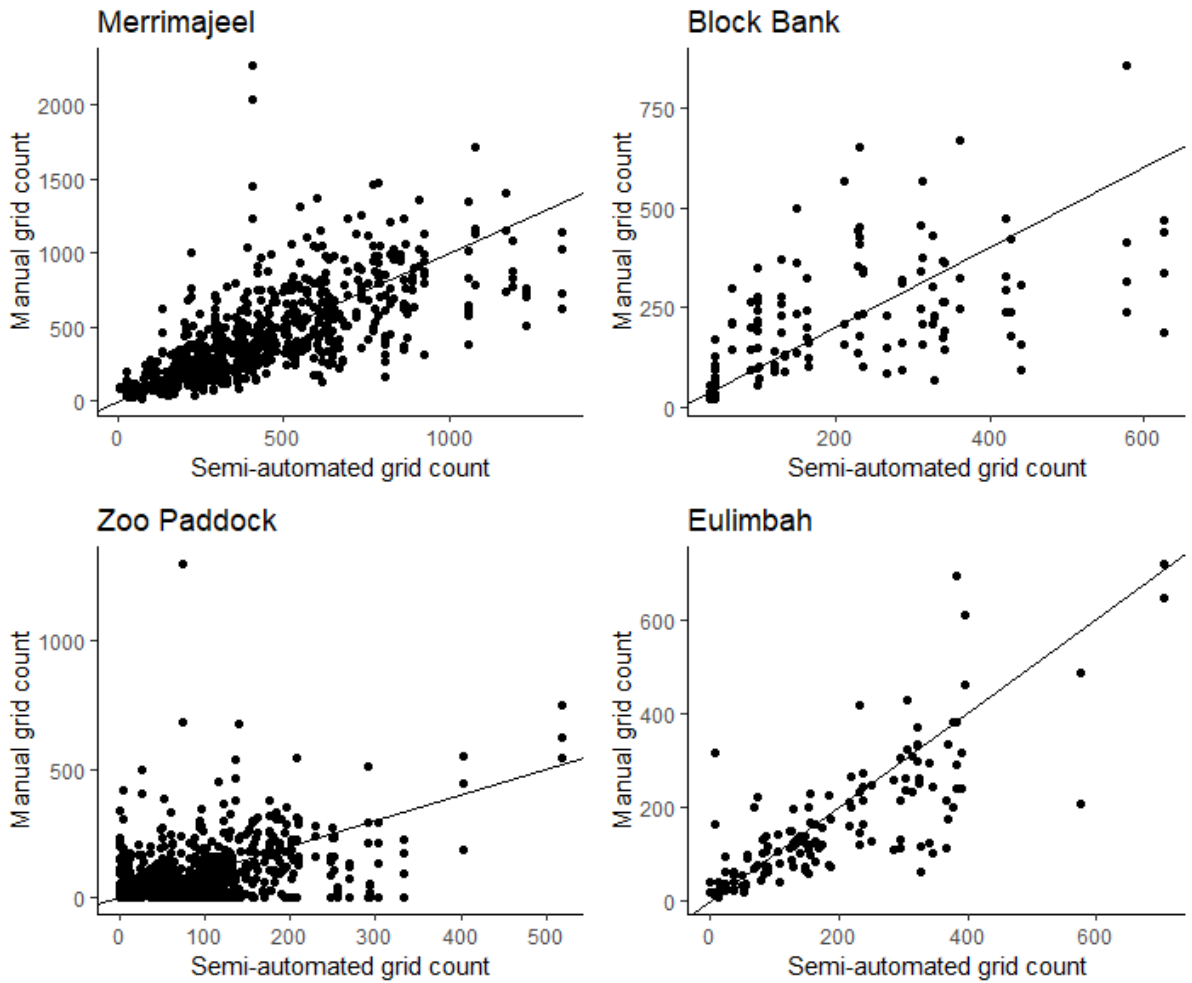 Merrimajeel
Manual grid count
2000
1500
1000
500
0
0 500 1000
Semi-automated grid count
Block Bank
Manual grid count
750
500
250
0
200 400 600
Semi-automated grid count
Zoo Paddock
Manual grid count
1000
500
0
0 100 200 300 400 500
Semi-automated grid count
Eulimbah
Manual grid count
600
400
200
0
0 200 400 600
Semi-automated grid count